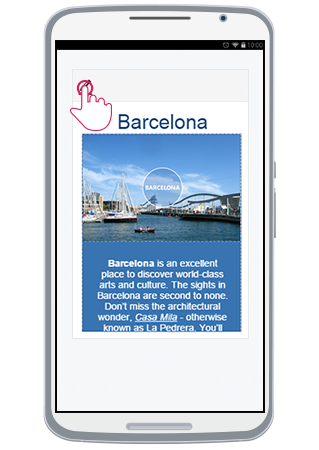 10:00
Barcelona
BARCELONA
Barcelona is an excellent
place to discover world-class
arts and culture. The sights in
Barcelona are second to none.
Don't miss the architectural
wonder, Casa Mila - otherwise
known as La Pedrera. You'll